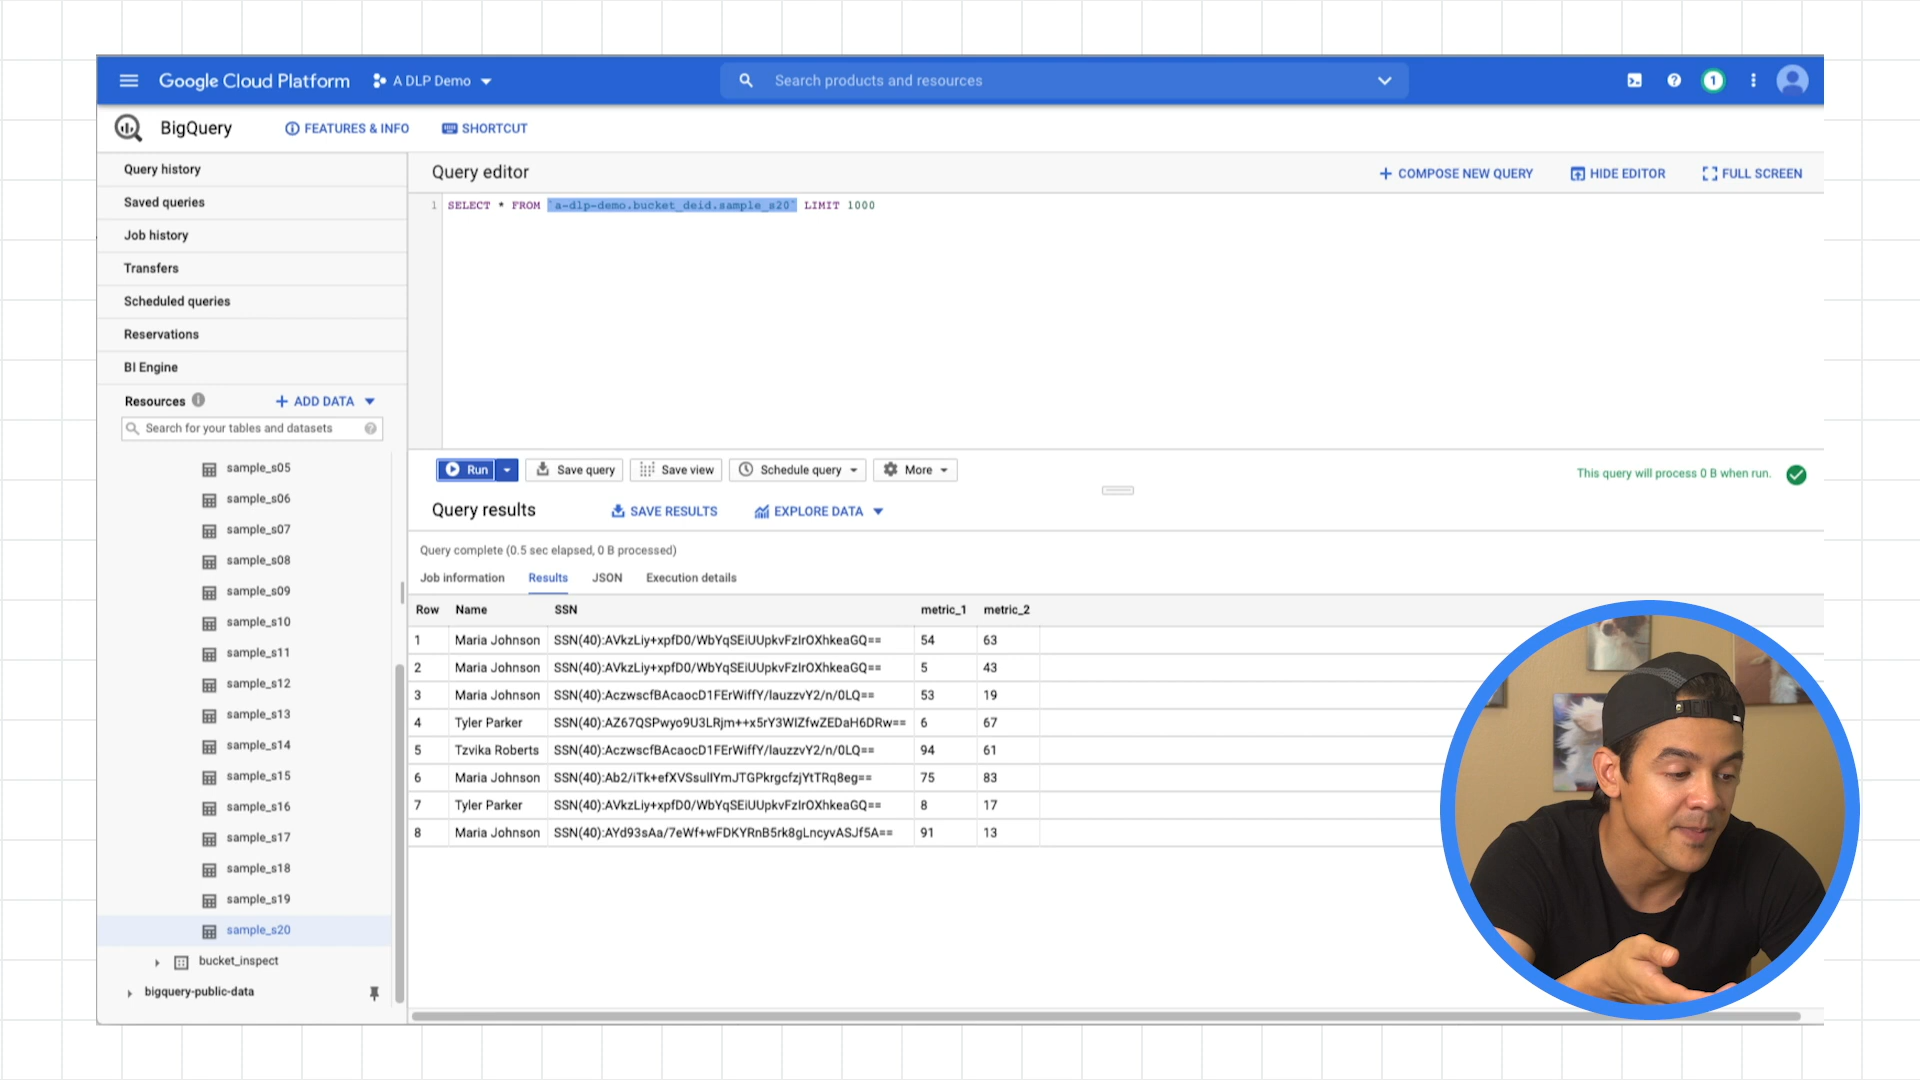 Google Cloud Platform A DLP Demo Search products and resources 1
BigQuery FEATURES & INFO SHORTCUT
Query history
Saved queries
Job history
Transfers
Scheduled queries
Reservations
BI Engine
Resources + ADD DATA
Search for your tables and datasets
sample_s05
sample_s06
sample_s07
sample_s08
sample_s09
sample_s10
sample_s11
sample_s12
sample_s13
sample_s14
sample_s15
sample_s16
sample_s17
sample_s18
sample_s19
sample_s20
bucket_inspect
bigquery-public-data
Query editor + COMPOSE NEW QUERY HIDE EDITOR FULL SCREEN
1 SELECT * FROM `a-dlp-demo.bucket_deid.sample_s20` LIMIT 1000
Run Save query Save view Schedule query More This query will process 0 B when run.
Query results SAVE RESULTS EXPLORE DATA
Query complete (0.5 sec elapsed, 0 B processed)
Job information Results JSON Execution details
Row Name SSN metric_1 metric_2
1 Maria Johnson SSN(40):AVkzLiy+xpfD0/WbYqSEiUUpkvFzIrOXhkeaGQ== 54 63
2 Maria Johnson SSN(40):AVkzLiy+xpfD0/WbYqSEiUUpkvFzIrOXhkeaGQ== 5 43
3 Maria Johnson SSN(40):AczwscfBAcaocD1FErWiffY/IauzzvY2/n/0LQ== 53 19
4 Tyler Parker SSN(40):AZ67QSPwyo9U3LRjm++x5rY3WIZfwZEDaH6DRw== 6 67
5 Tzvika Roberts SSN(40):AczwscfBAcaocD1FErWiffY/IauzzvY2/n/0LQ== 94 61
6 Maria Johnson SSN(40):Ab2/iTk+efXVSsuIIYmJTGPkrgcfzjYtTRq8eg== 75 83
7 Tyler Parker SSN(40):AVkzLiy+xpfD0/WbYqSEiUUpkvFzIrOXhkeaGQ== 8 17
8 Maria Johnson SSN(40):AYd93sAa/7eWf+wFDKYRnB5rk8gLncyvASJf5A== 91 13